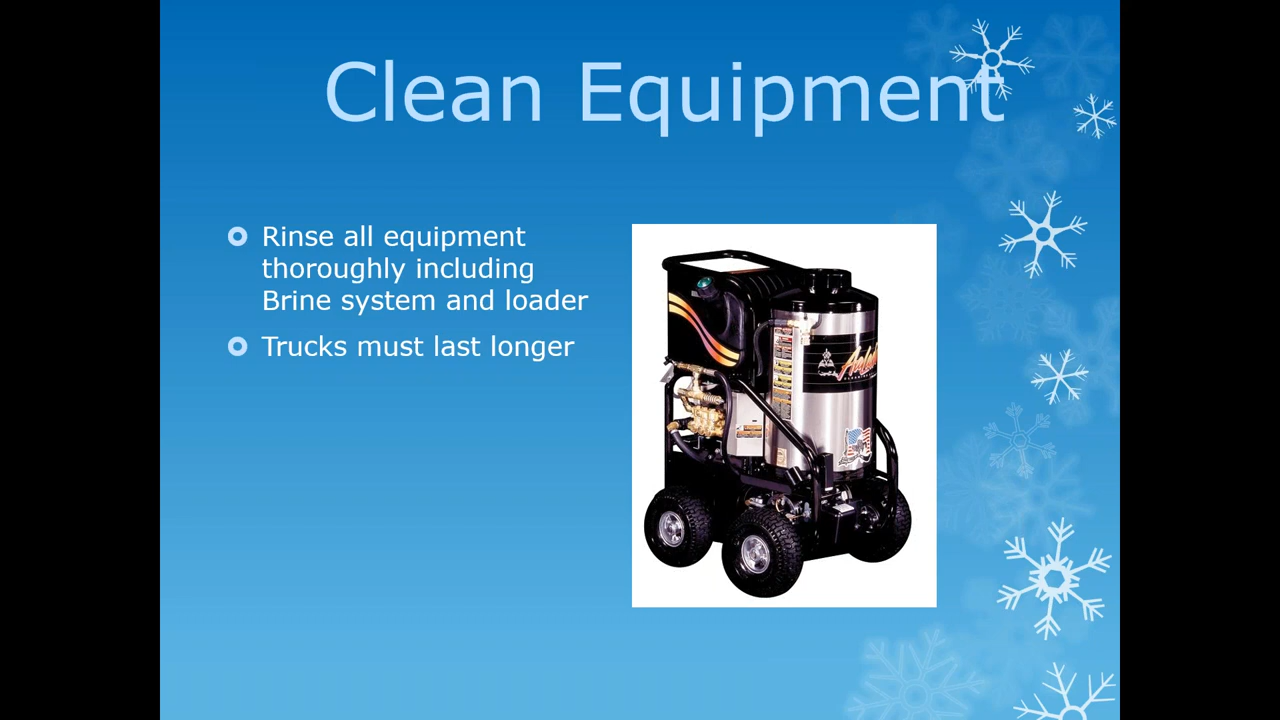 Clean Equipment
Rinse all equipment
thoroughly including
Brine system and loader
Trucks must last longer